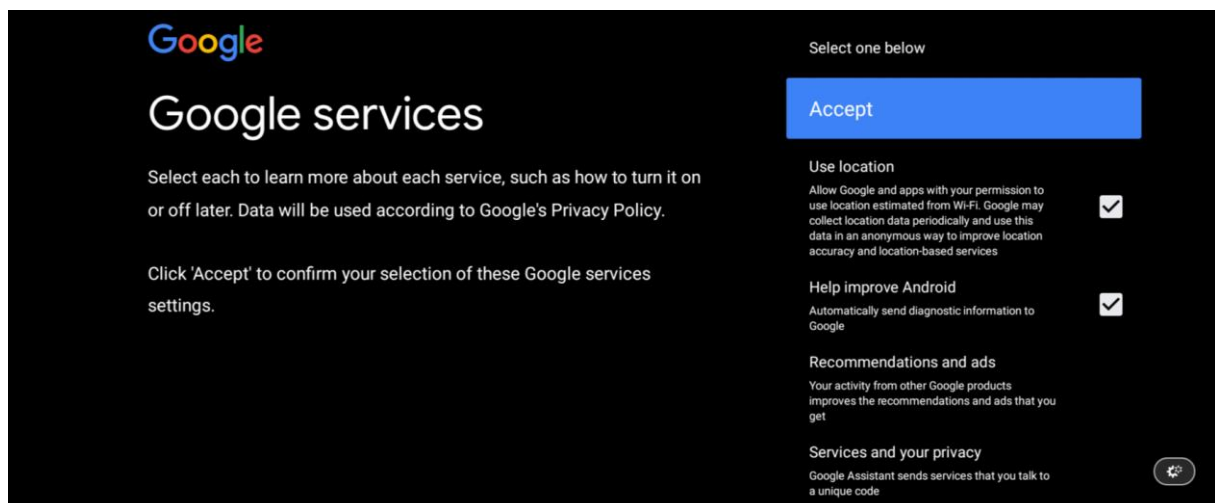 Google
Google services
Select each to learn more about each service, such as how to turn it on
or off later. Data will be used according to Google's Privacy Policy.
Click 'Accept' to confirm your selection of these Google services
settings.
Select one below
Accept
Use location
Allow Google and apps with your permission to
use location estimated from Wi-Fi. Google may
collect location data periodically and use this
data in an anonymous way to improve location
accuracy and location-based services
Help improve Android
Automatically send diagnostic information to
Google
Recommendations and ads
Your activity from other Google products
improves the recommendations and ads that you
get
Services and your privacy
Google Assistant sends services that you talk to
a unique code